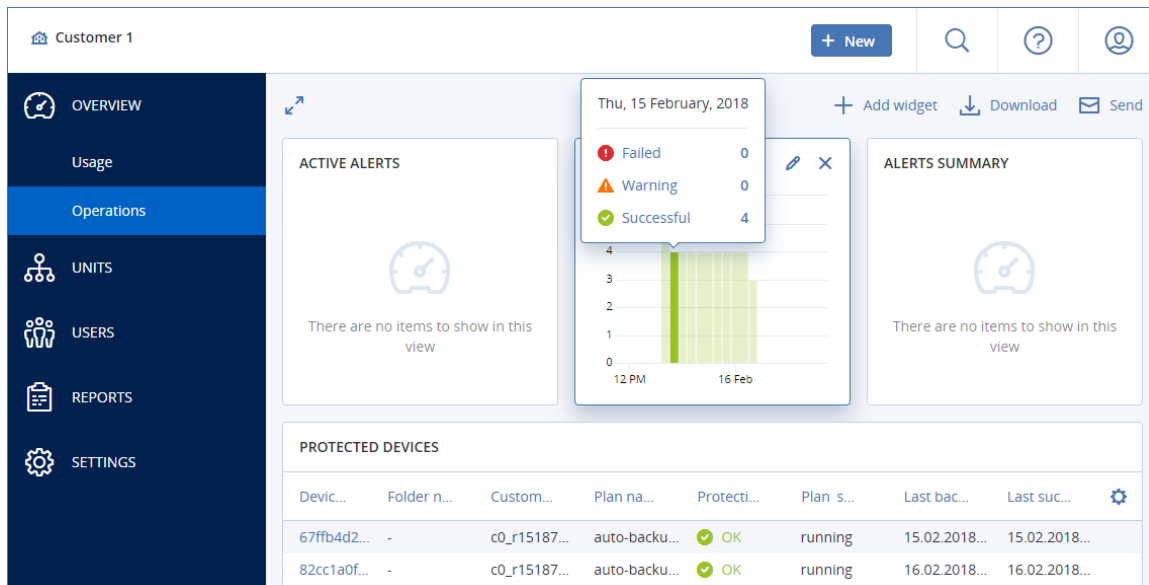 Customer 1
+ New
OVERVIEW
Usage
Operations
UNITS
USERS
REPORTS
SETTINGS
Add widget
Download
Send
ACTIVE ALERTS
There are no items to show in this
view
Thu, 15 February, 2018
Failed 0
Warning 0
Successful 4
4
3
2
1
0
12 PM 16 Feb
ALERTS SUMMARY
There are no items to show in this
view
PROTECTED DEVICES
Devic... Folder n... Custom... Plan na... Protecti... Plan s... Last bac... Last suc...
67ffb4d2... - c0_r15187... auto-backu... OK running 15.02.2018... 15.02.2018...
82cc1a0f... - c0_r15187... auto-backu... OK running 16.02.2018... 16.02.2018...